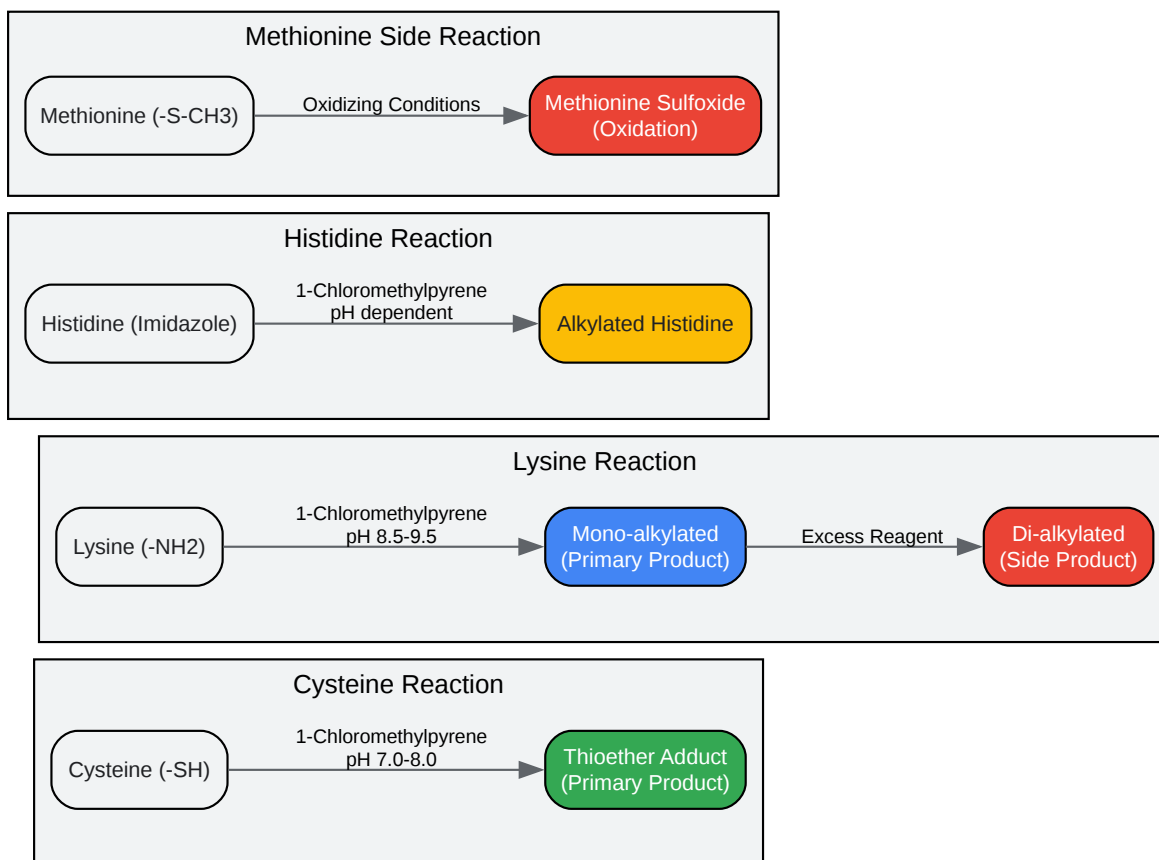 Methionine Side Reaction
Methionine (-S-CH3)
Oxidizing Conditions
Methionine Sulfoxide
(Oxidation)
Histidine Reaction
Histidine (Imidazole)
1-Chloromethylpyrene
pH dependent
Alkylated Histidine
Lysine Reaction
Lysine (-NH2)
1-Chloromethylpyrene
pH 8.5-9.5
Mono-alkylated
(Primary Product)
Excess Reagent
Di-alkylated
(Side Product)
Cysteine Reaction
Cysteine (-SH)
1-Chloromethylpyrene
pH 7.0-8.0
Thioether Adduct
(Primary Product)